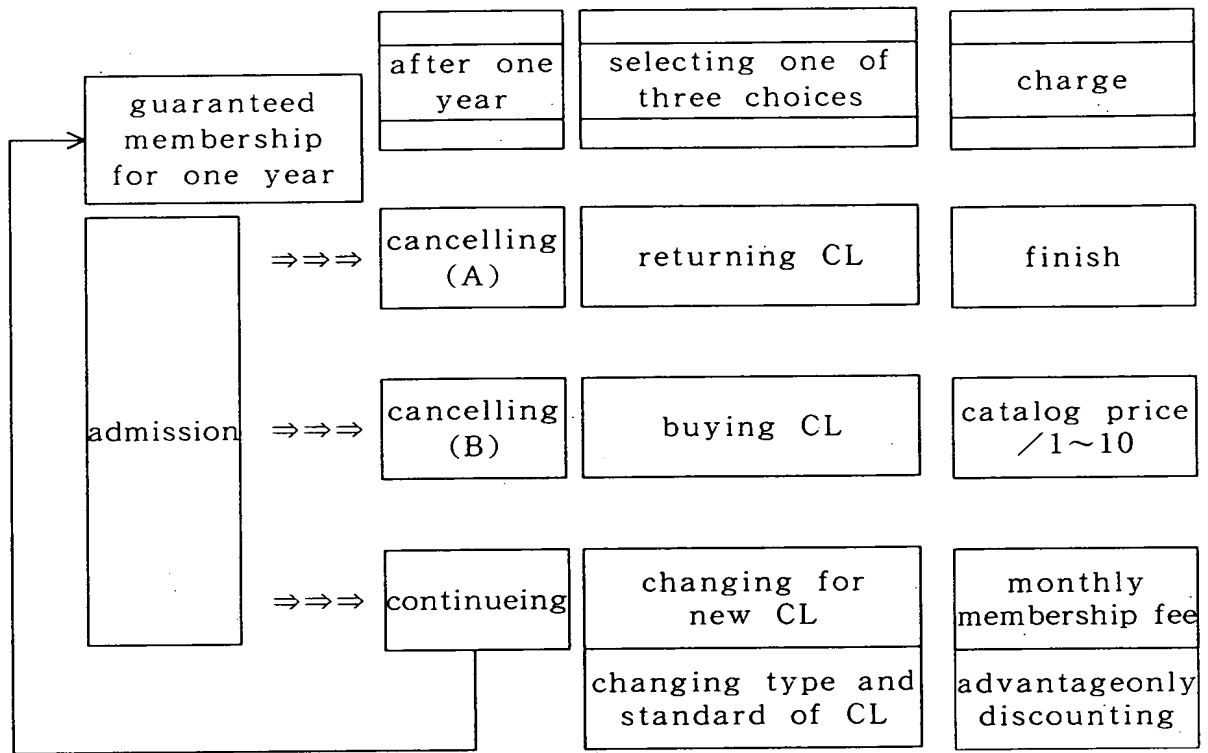 after one
year
selecting one of
three choices
charge
guaranteed
membership
for one year
admission
⇒⇒⇒
cancelling
(A)
returning CL
finish
⇒⇒⇒
cancelling
(B)
buying CL
catalog price
/1~10
⇒⇒⇒
continueing
changing for
new CL
monthly
membership fee
changing type and
standard of CL
advantageonly
discounting